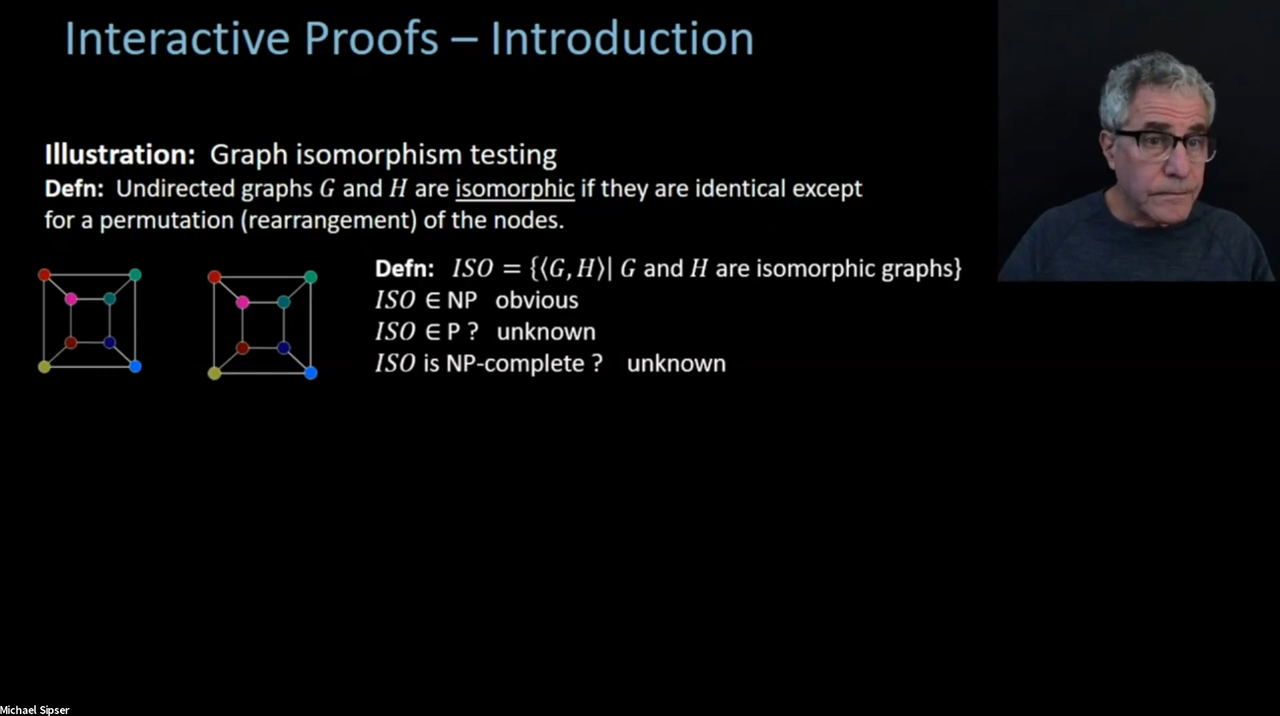 Interactive Proofs – Introduction
Illustration: Graph isomorphism testing
Defn: Undirected graphs G and H are isomorphic if they are identical except
for a permutation (rearrangement) of the nodes.
Defn: ISO = {⟨G, H⟩| G and H are isomorphic graphs}
ISO ∈ NP obvious
ISO ∈ P ? unknown
ISO is NP-complete ? unknown
Michael Sipser